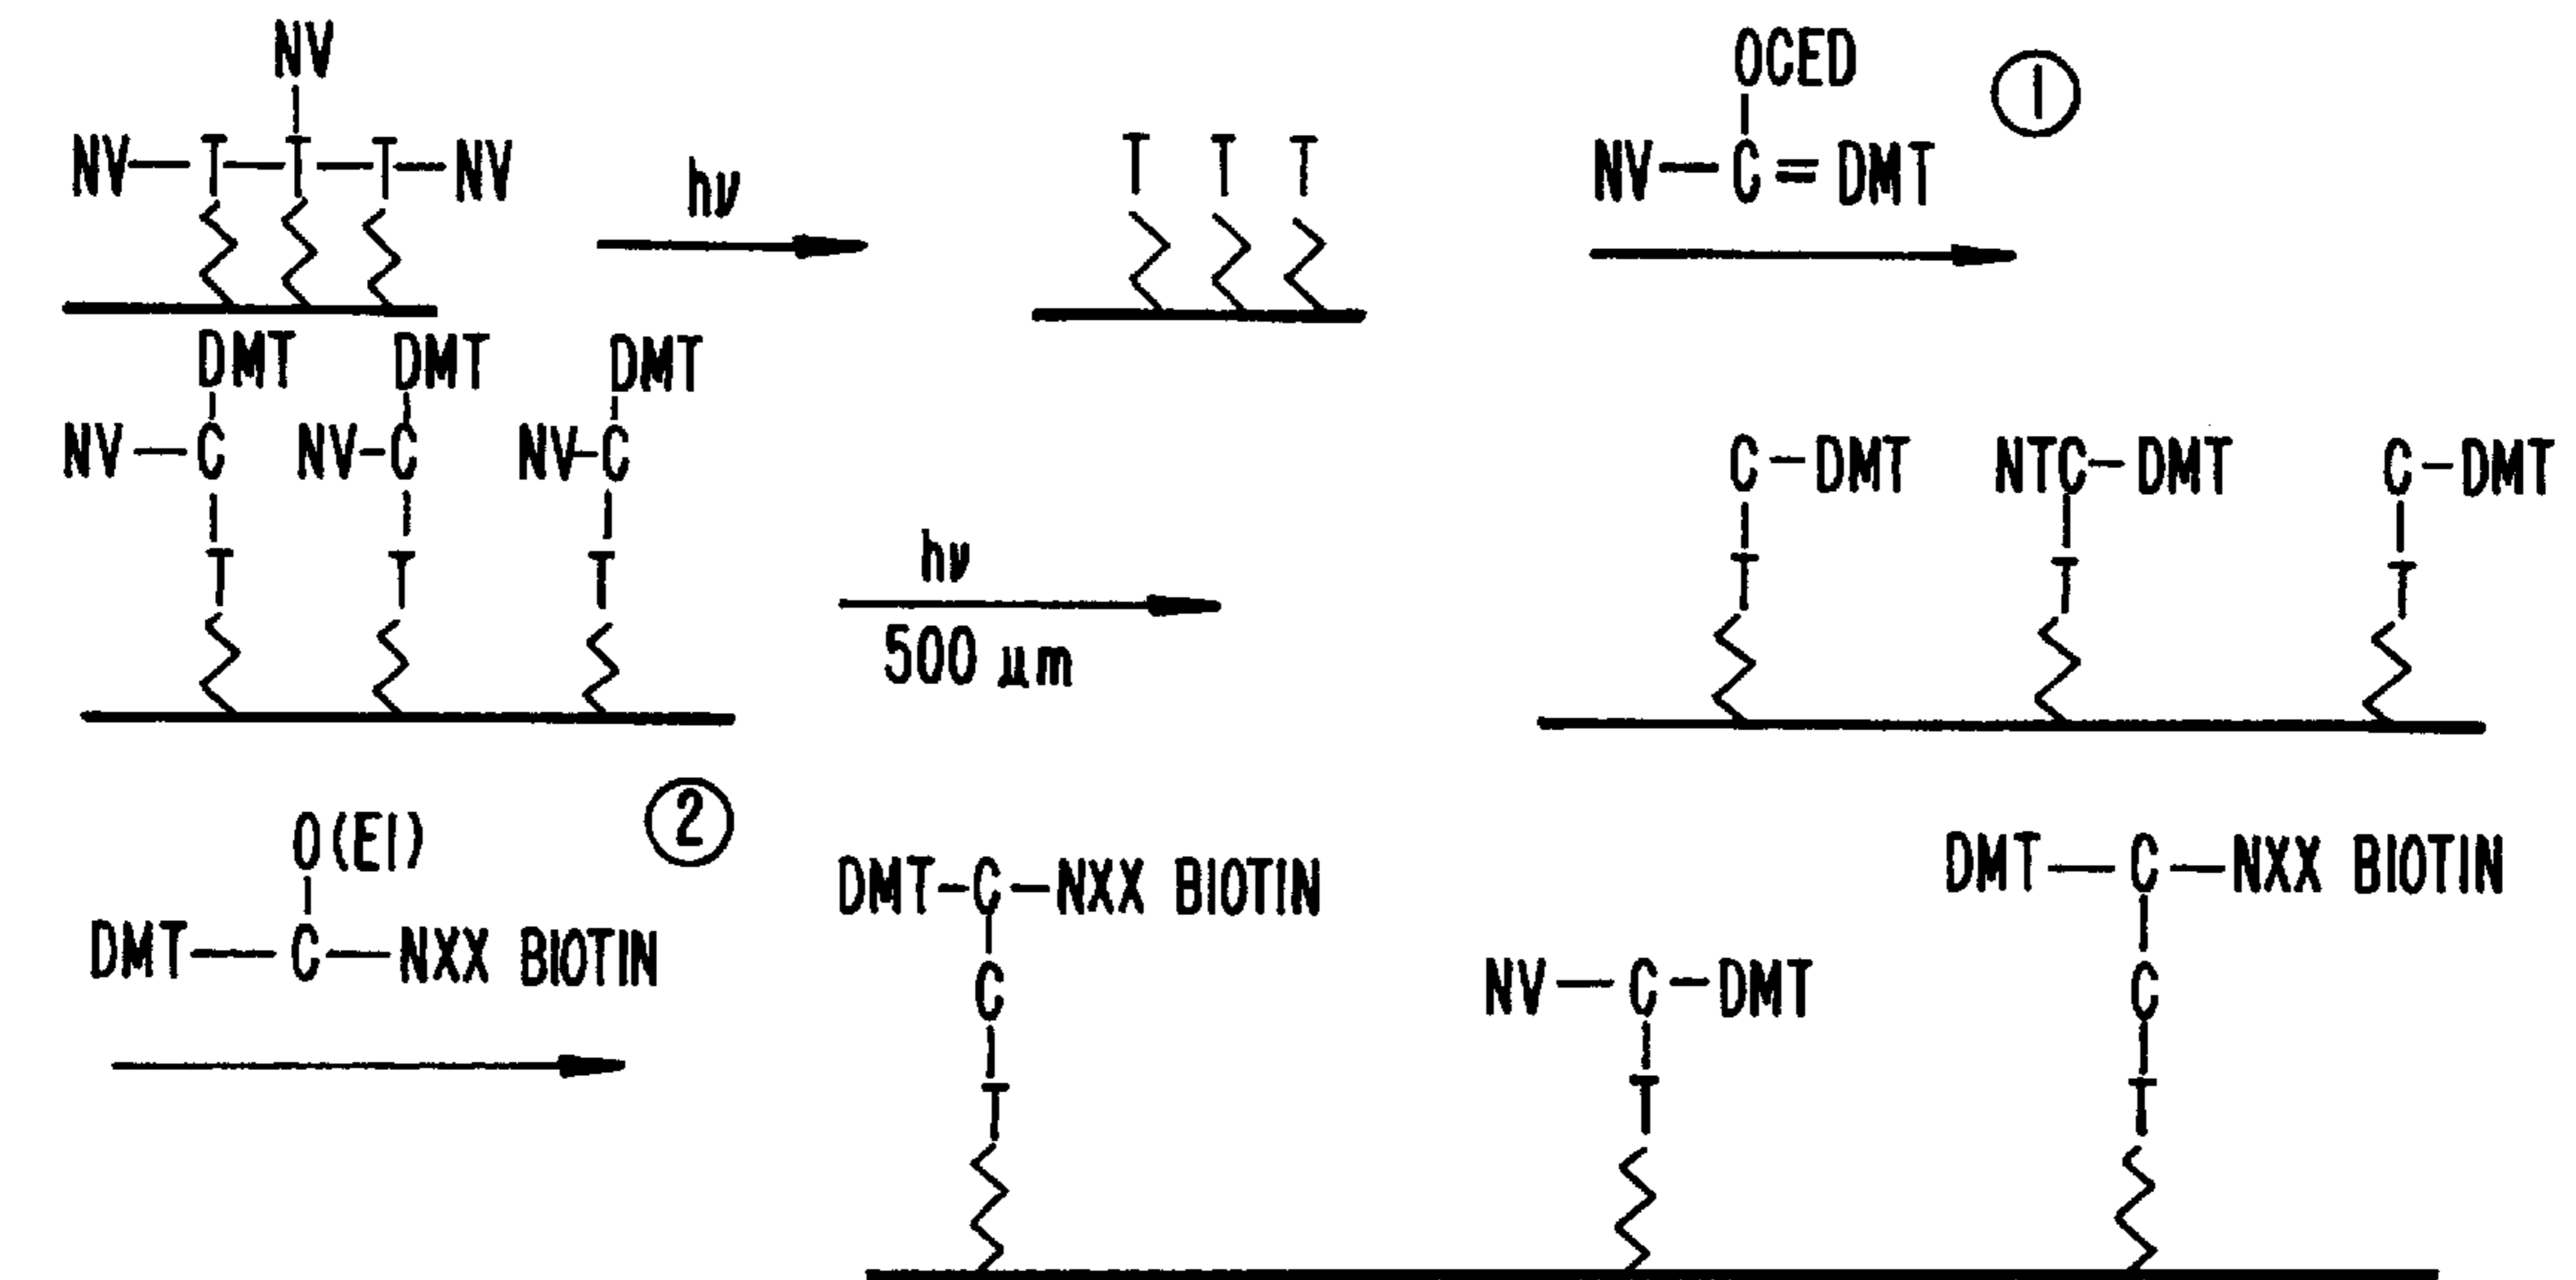 NV
NV—T—T—T—NV
hν
T T T
OCED
NV—C=DMT
①
DMT DMT DMT
NV—C NV-C NV-C
T T T
hν
500 μm
C-DMT NTC-DMT C-DMT
T T T
②
O(EI)
DMT—C—NXX BIOTIN
DMT-C-NXX BIOTIN
C
T
NV—C-DMT
T
DMT—C—NXX BIOTIN
C
T